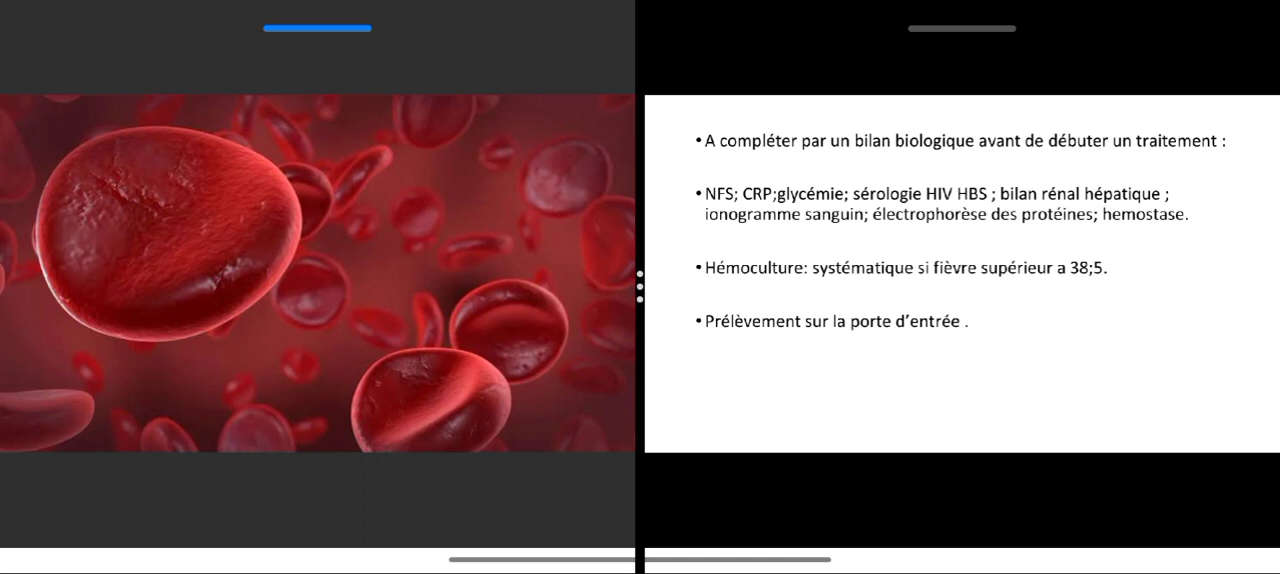 •A compléter par un bilan biologique avant de débuter un traitement :
•NFS; CRP;glycémie; sérologie HIV HBS ; bilan rénal hépatique ;
ionogramme sanguin; électrophorèse des protéines; hemostase.
•Hémoculture: systématique si fièvre supérieur a 38;5.
•Prélèvement sur la porte d’entrée .